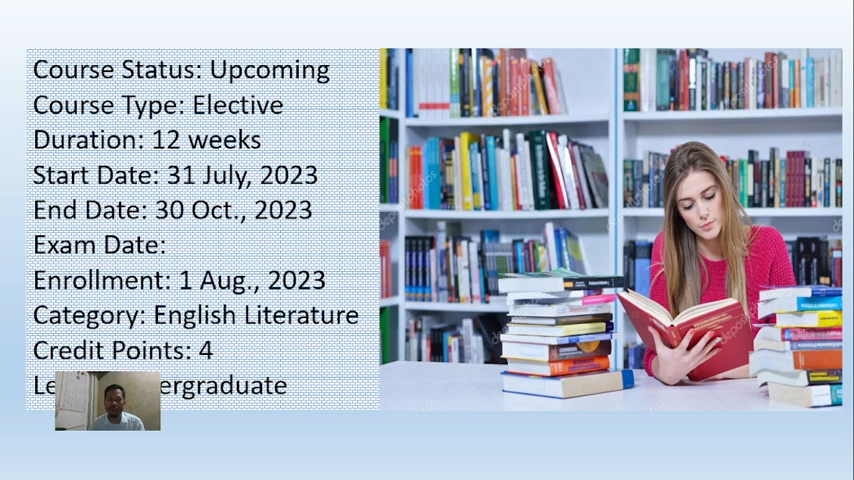 Course Status: Upcoming
Course Type: Elective
Duration: 12 weeks
Start Date: 31 July, 2023
End Date: 30 Oct., 2023
Exam Date:
Enrollment: 1 Aug., 2023
Category: English Literature
Credit Points: 4
Le ergraduate